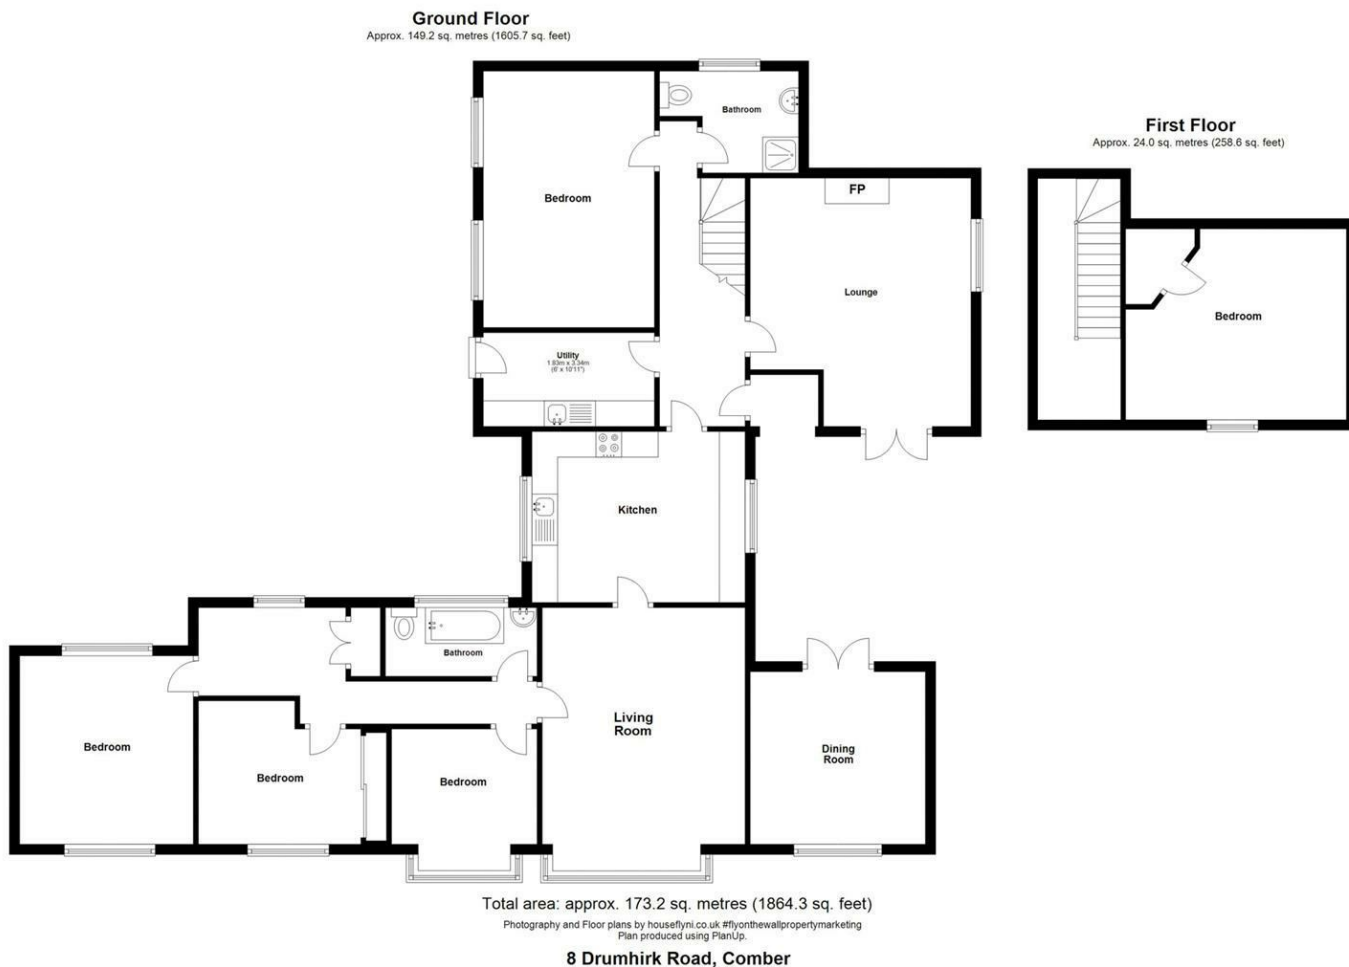 Ground Floor
Approx. 149.2 sq. metres (1605.7 sq. feet)
First Floor
Approx. 24.0 sq. metres (258.6 sq. feet)
Bathroom
Bedroom
FP
Lounge
Bedroom
Utility
1.83m x 3.34m
(6' x 10'11")
Kitchen
Bathroom
Living
Room
Bedroom
Bedroom
Bedroom
Dining
Room
Total area: approx. 173.2 sq. metres (1864.3 sq. feet)
Photography and Floor plans by houseflyni.co.uk #flyonthewallpropertymarketing
Plan produced using PlanUp.
8 Drumhirk Road, Comber